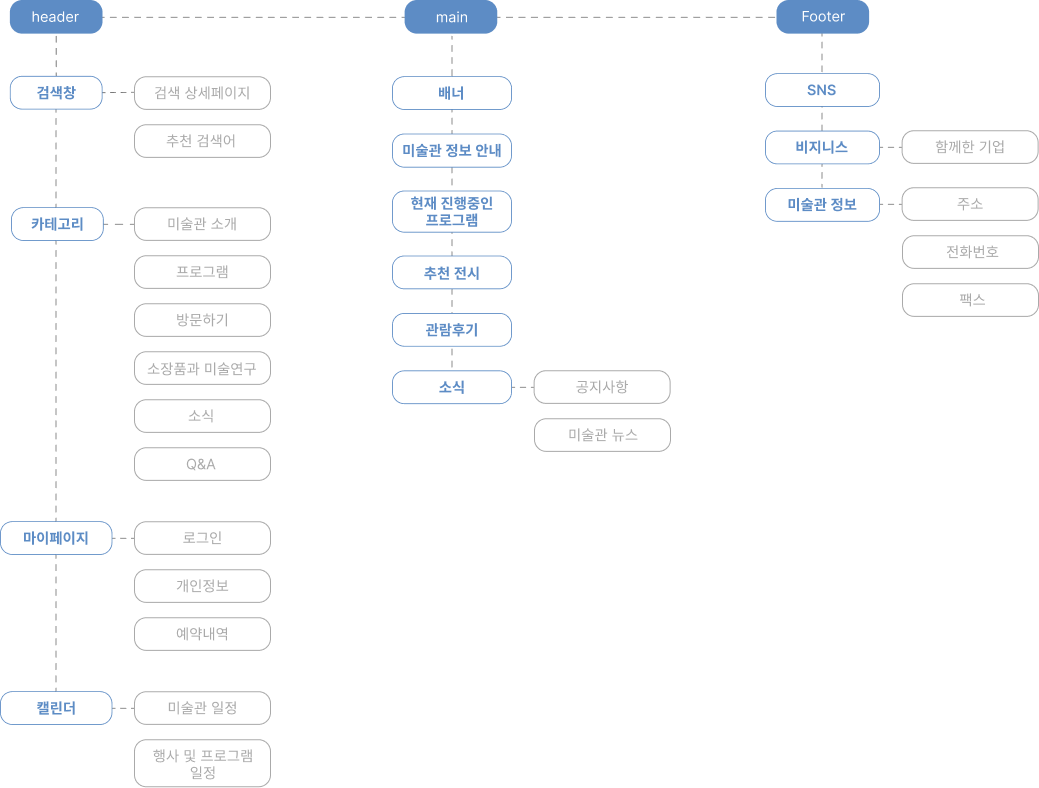 header
main
Footer
검색창
검색 상세페이지
추천 검색어
카테고리
미술관 소개
프로그램
방문하기
소장품과 미술연구
소식
Q&A
마이페이지
로그인
개인정보
예약내역
캘린더
미술관 일정
행사 및 프로그램
일정
배너
미술관 정보 안내
현재 진행중인
프로그램
추천 전시
관람후기
소식
공지사항
미술관 뉴스
SNS
비지니스
함께한 기업
미술관 정보
주소
전화번호
팩스